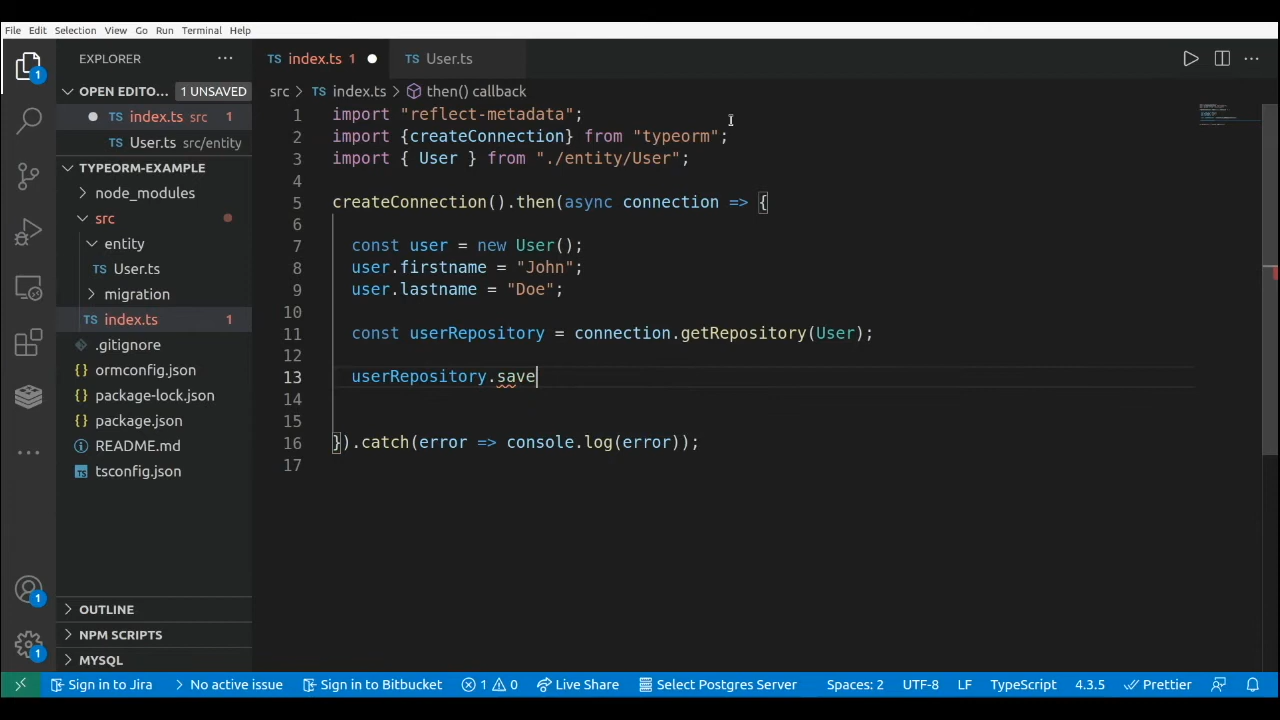 File Edit Selection View Go Run Terminal Help
EXPLORER ···
OPEN EDITO... 1 UNSAVED
index.ts src 1
User.ts src/entity
TYPEORM-EXAMPLE
node_modules
src
entity
TS User.ts
migration
TS index.ts 1
.gitignore
{} ormconfig.json
{} package-lock.json
{} package.json
README.md
tsconfig.json
OUTLINE
NPM SCRIPTS
MYSQL
TS index.ts 1 TS User.ts
src > TS index.ts > then() callback
1 import "reflect-metadata";
2 import {createConnection} from "typeorm";
3 import { User } from "./entity/User";
4
5 createConnection().then(async connection => {
6
7 const user = new User();
8 user.firstname = "John";
9 user.lastname = "Doe";
10
11 const userRepository = connection.getRepository(User);
12
13 userRepository.save
14
15
16 }).catch(error => console.log(error));
17
Sign in to Jira No active issue Sign in to Bitbucket 1 0 Live Share Select Postgres Server Spaces: 2 UTF-8 LF TypeScript 4.3.5 Prettier